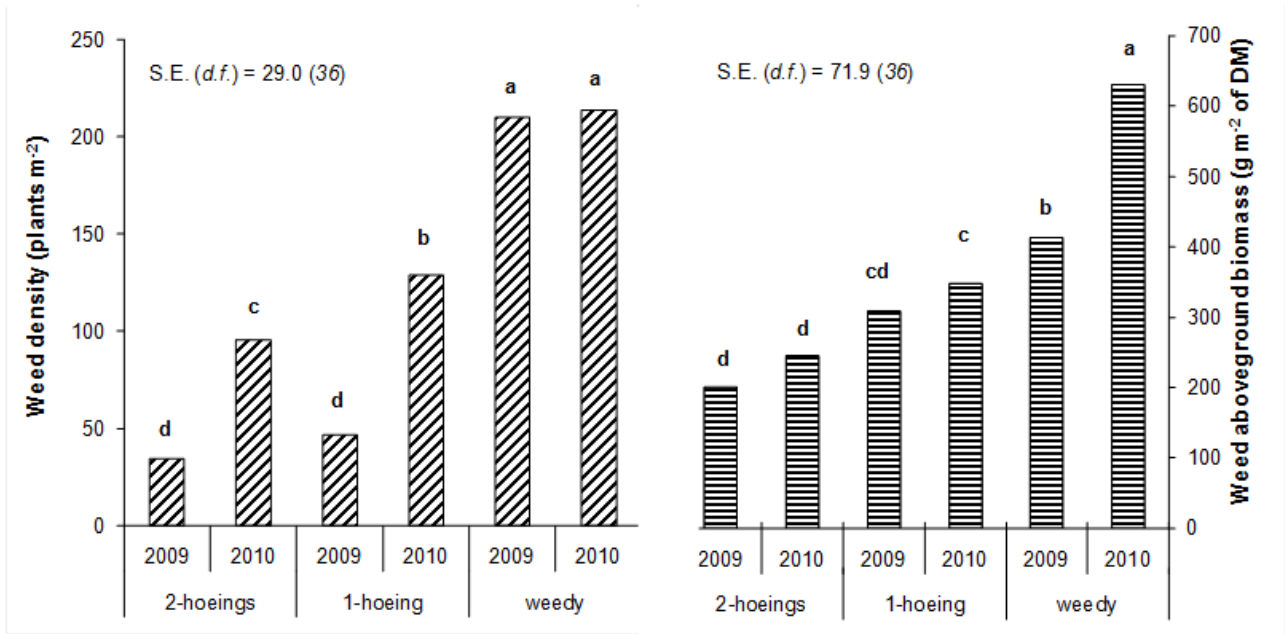 Weed density (plants m-2)
250
200
150
100
50
0
S.E. (d.f.) = 29.0 (36)
d
c
d
b
a
a
2009 2010 2009 2010 2009 2010
2-hoeings 1-hoeing weedy
S.E. (d.f.) = 71.9 (36)
d
d
cd
c
b
a
700
600
500
400
300
200
100
0
Weed aboveground biomass (g m-2 of DM)
2009 2010 2009 2010 2009 2010
2-hoeings 1-hoeing weedy